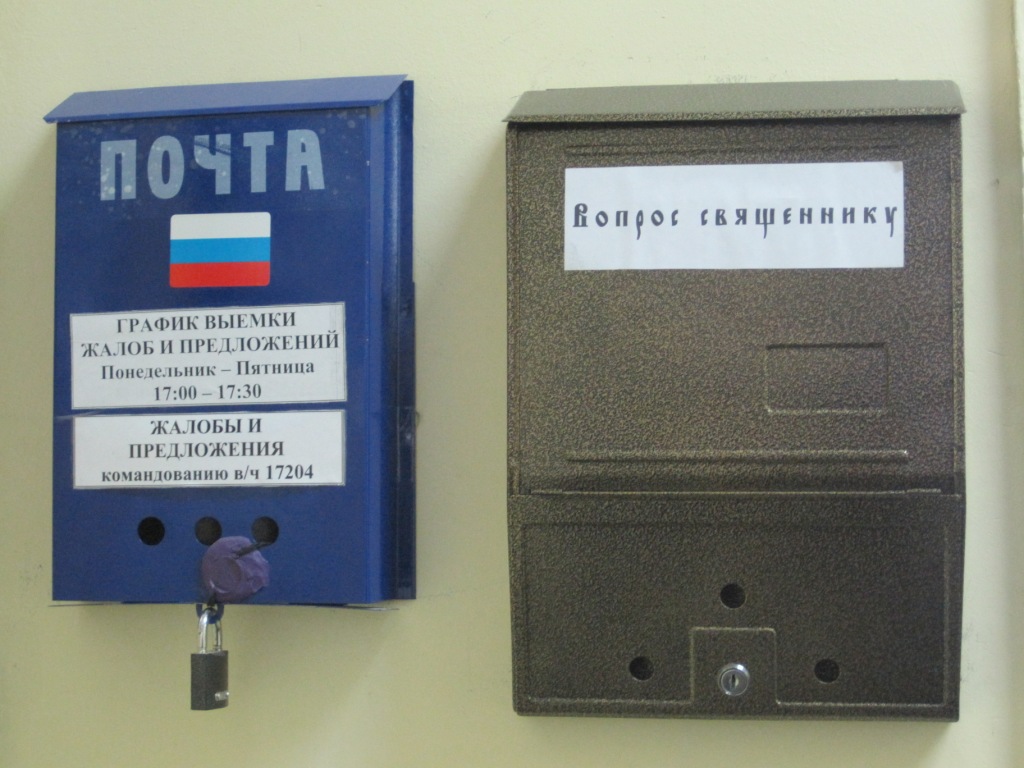 ПОЧТА
ГРАФИК ВЫЕМКИ
ЖАЛОБ И ПРЕДЛОЖЕНИЙ
Понедельник – Пятница
17:00 – 17:30
ЖАЛОБЫ И
ПРЕДЛОЖЕНИЯ
командованию в/ч 17204
Вопрос священнику